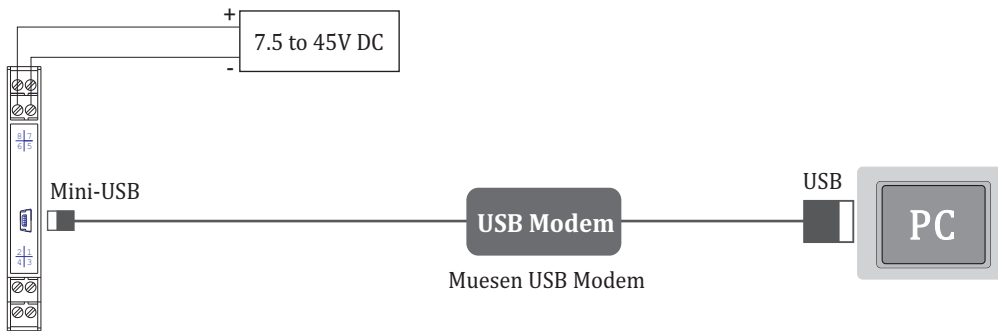 +
7.5 to 45V DC
-
8 7
6 5
Mini-USB
USB
USB Modem
PC
2 1
4 3
Muesen USB Modem